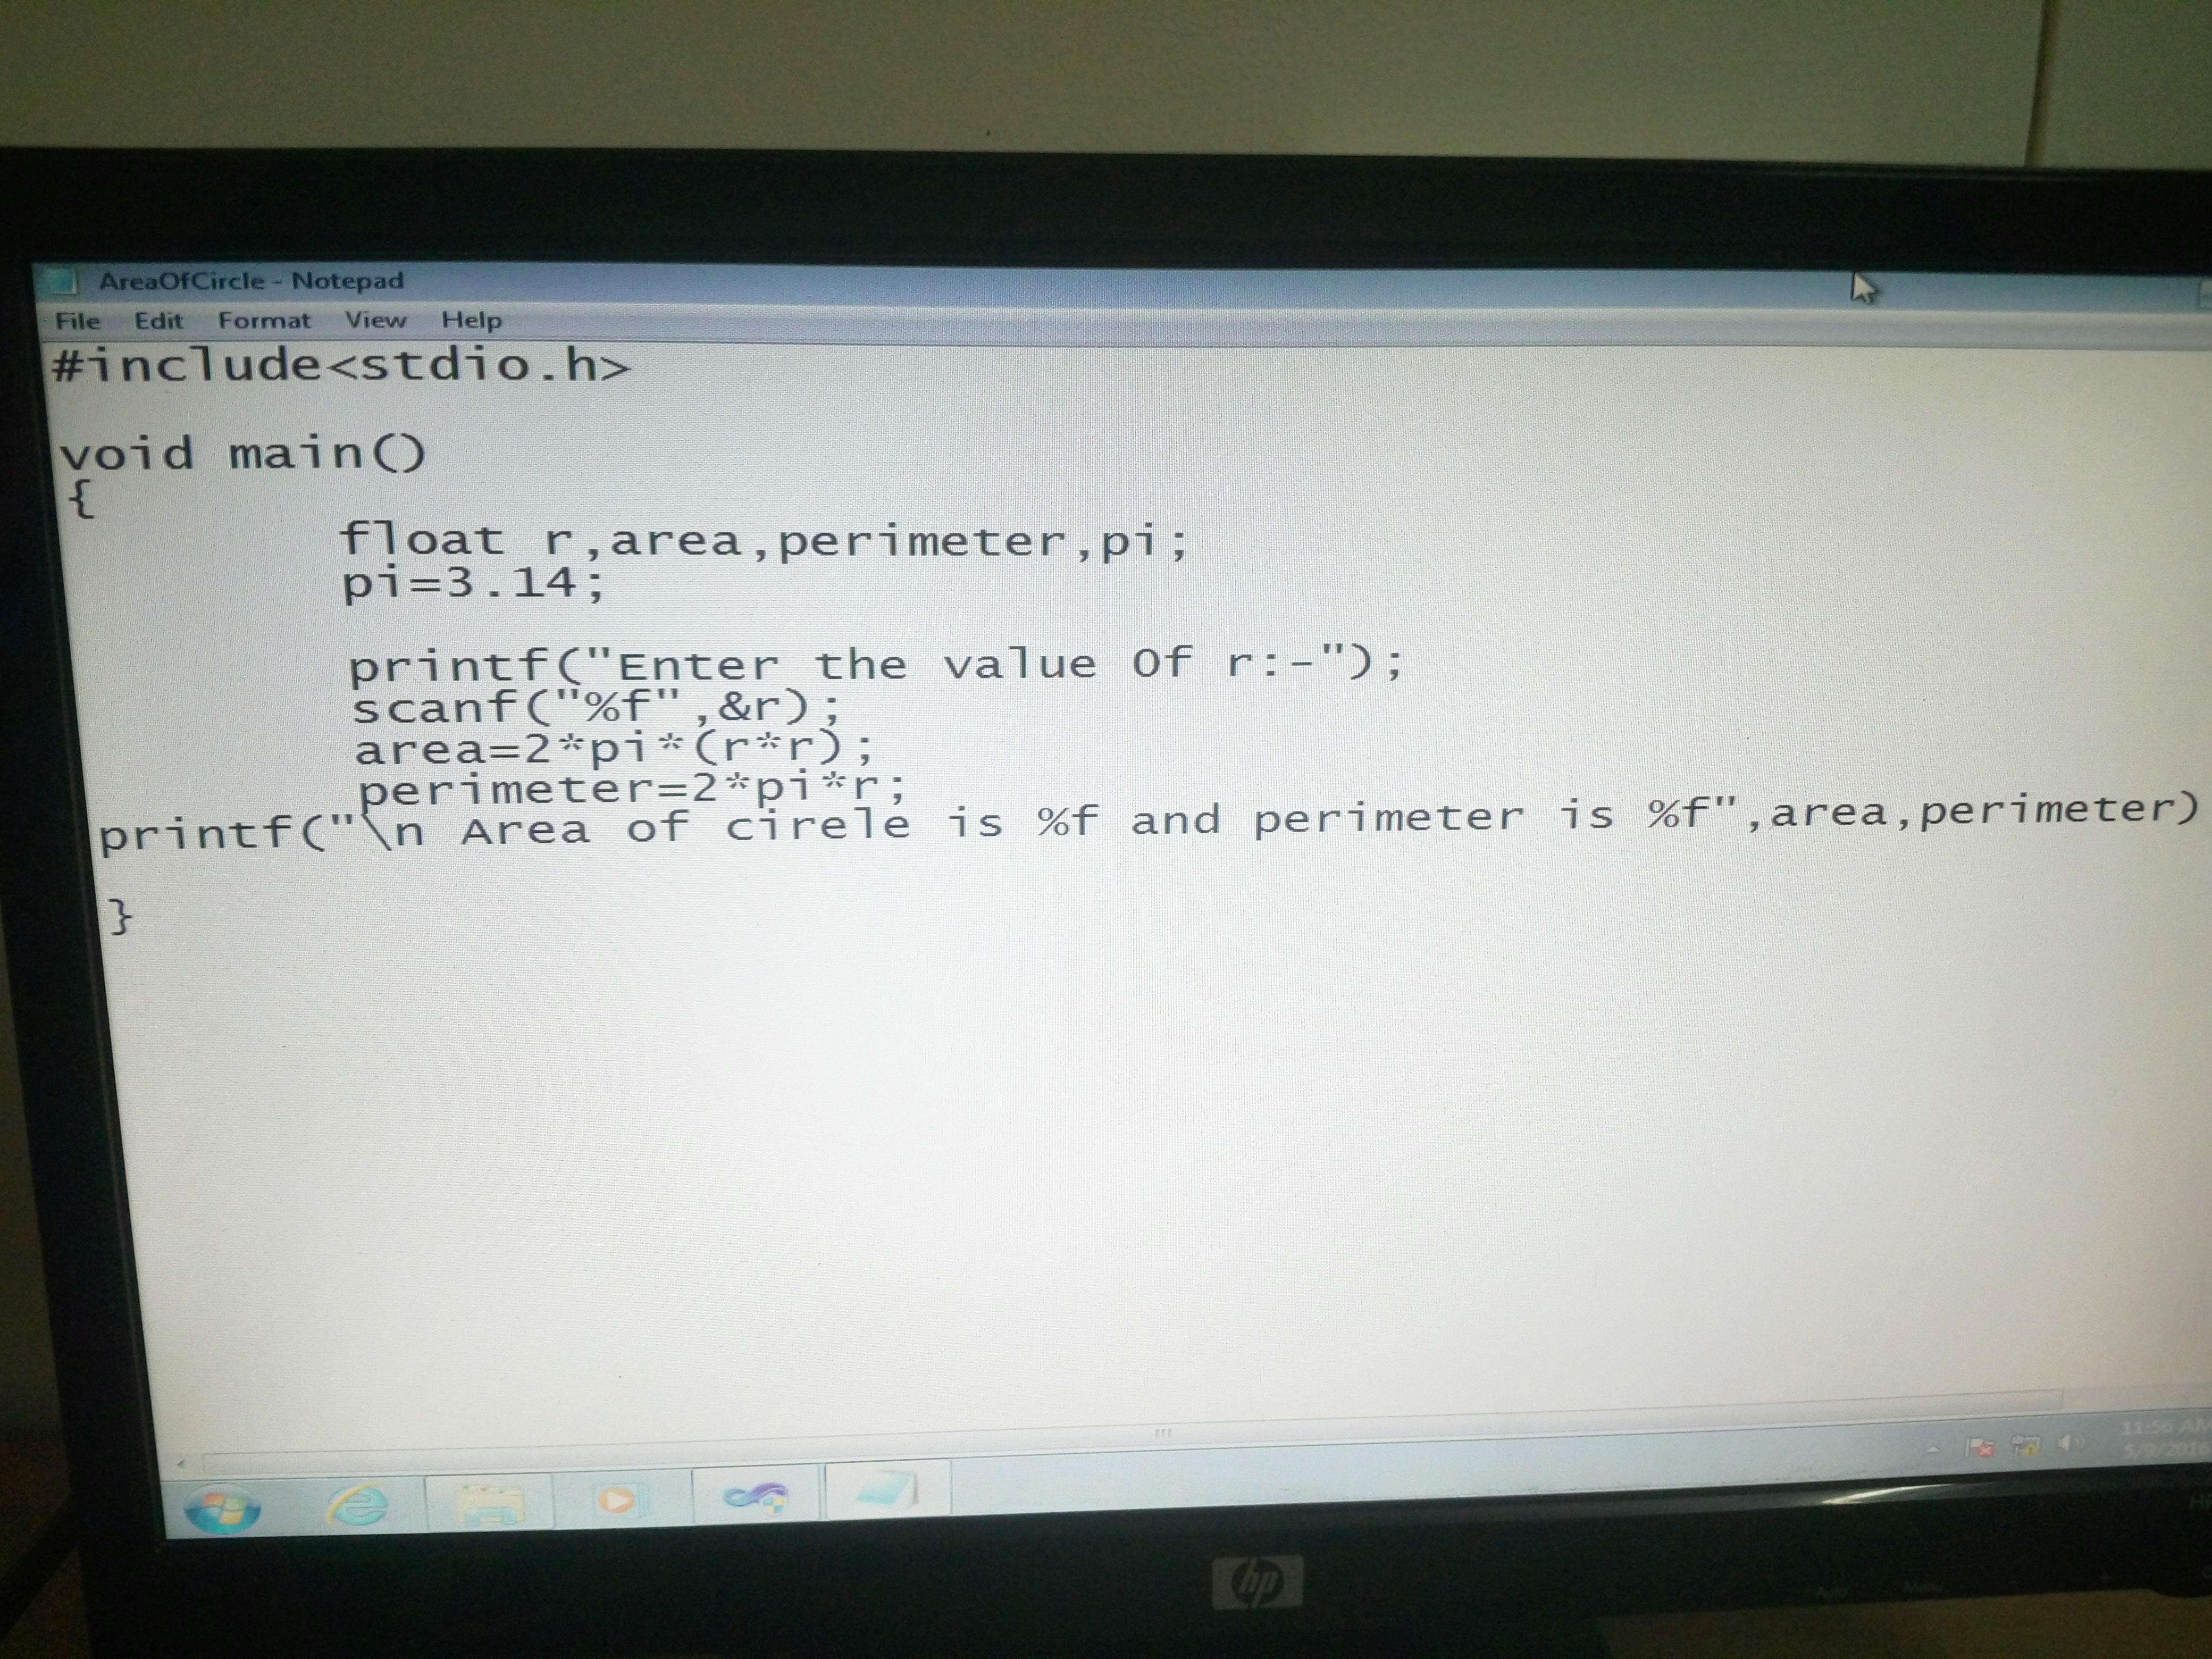 AreaOfCircle - Notepad
File Edit Format View Help
#include<stdio.h>
void main()
{
float r,area,perimeter,pi;
pi=3.14;
printf("Enter the value Of r:-");
scanf("%f",&r);
area=2*pi*(r*r);
perimeter=2*pi*r;
printf("\n Area of cirele is %f and perimeter is %f",area,perimeter)
}
11:56 AM
hp